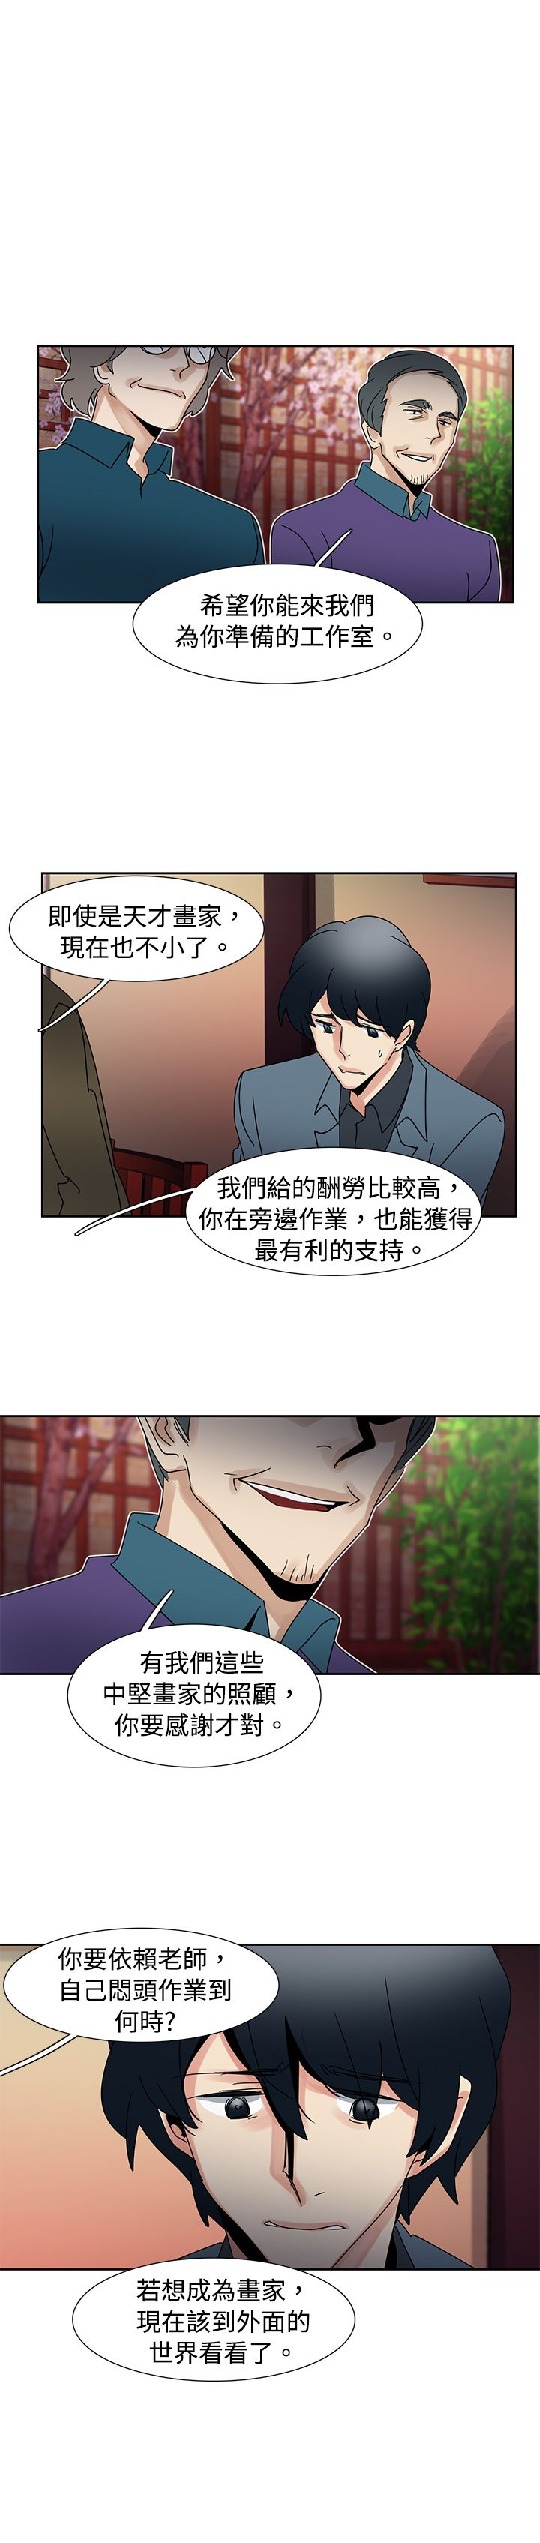 希望你能來我們
為你準備的工作室。
即使是天才畫家，
現在也不小了。
我們給的酬勞比較高，
你在旁邊作業，也能獲得
最有利的支持。
有我們這些
中堅畫家的照顧，
你要感謝才對。
你要依賴老師，
自己悶頭作業到
何時?
若想成為畫家，
現在該到外面的
世界看看了。